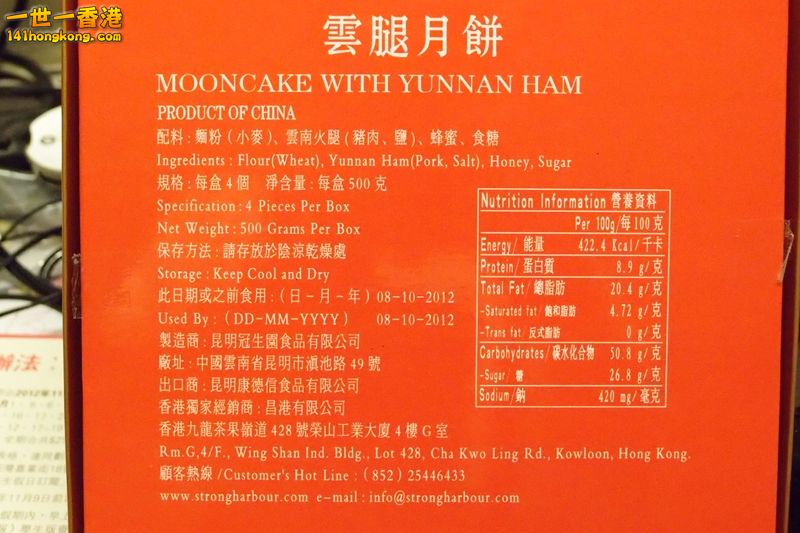 一世一香港
141hongkong.com
雲腿月餅
MOONCAKE WITH YUNNAN HAM
PRODUCT OF CHINA
配料：麵粉（小麥）、雲南火腿（豬肉、鹽）、蜂蜜、食糖
Ingredients : Flour(Wheat), Yunnan Ham(Pork, Salt), Honey, Sugar
規格：每盒 4 個　淨含量：每盒 500 克
Specification : 4 Pieces Per Box
Net Weight : 500 Grams Per Box
保存方法：請存放於陰涼乾燥處
Storage : Keep Cool and Dry
此日期或之前食用：（日－月－年）08-10-2012
Used By : （DD-MM-YYYY）　08-10-2012
製造商：昆明冠生園食品有限公司
廠址：中國雲南省昆明市滇池路 49 號
出口商：昆明康德信食品有限公司
香港獨家經銷商：昌港有限公司
香港九龍茶果嶺道 428 號榮山工業大廈 4 樓 G 室
Rm.G,4/F., Wing Shan Ind. Bldg., Lot 428, Cha Kwo Ling Rd., Kowloon, Hong Kong.
顧客熱線 /Customer's Hot Line : (852) 25446433
www.strongharbour.com e-mail : info@strongharbour.com
Nutrition Information 營養資料
Per 100g/每 100 克
Energy/ 能量 422.4 Kcal/千卡
Protein/ 蛋白質 8.9 g/克
Total Fat/ 總脂肪 20.4 g/克
-Saturated fat/ 飽和脂肪 4.72 g/克
-Trans fat/ 反式脂肪 0 g/克
Carbohydrates/ 碳水化合物 50.8 g/克
-Sugar/ 糖 26.8 g/克
Sodium/鈉 420 mg/毫克
辦法：